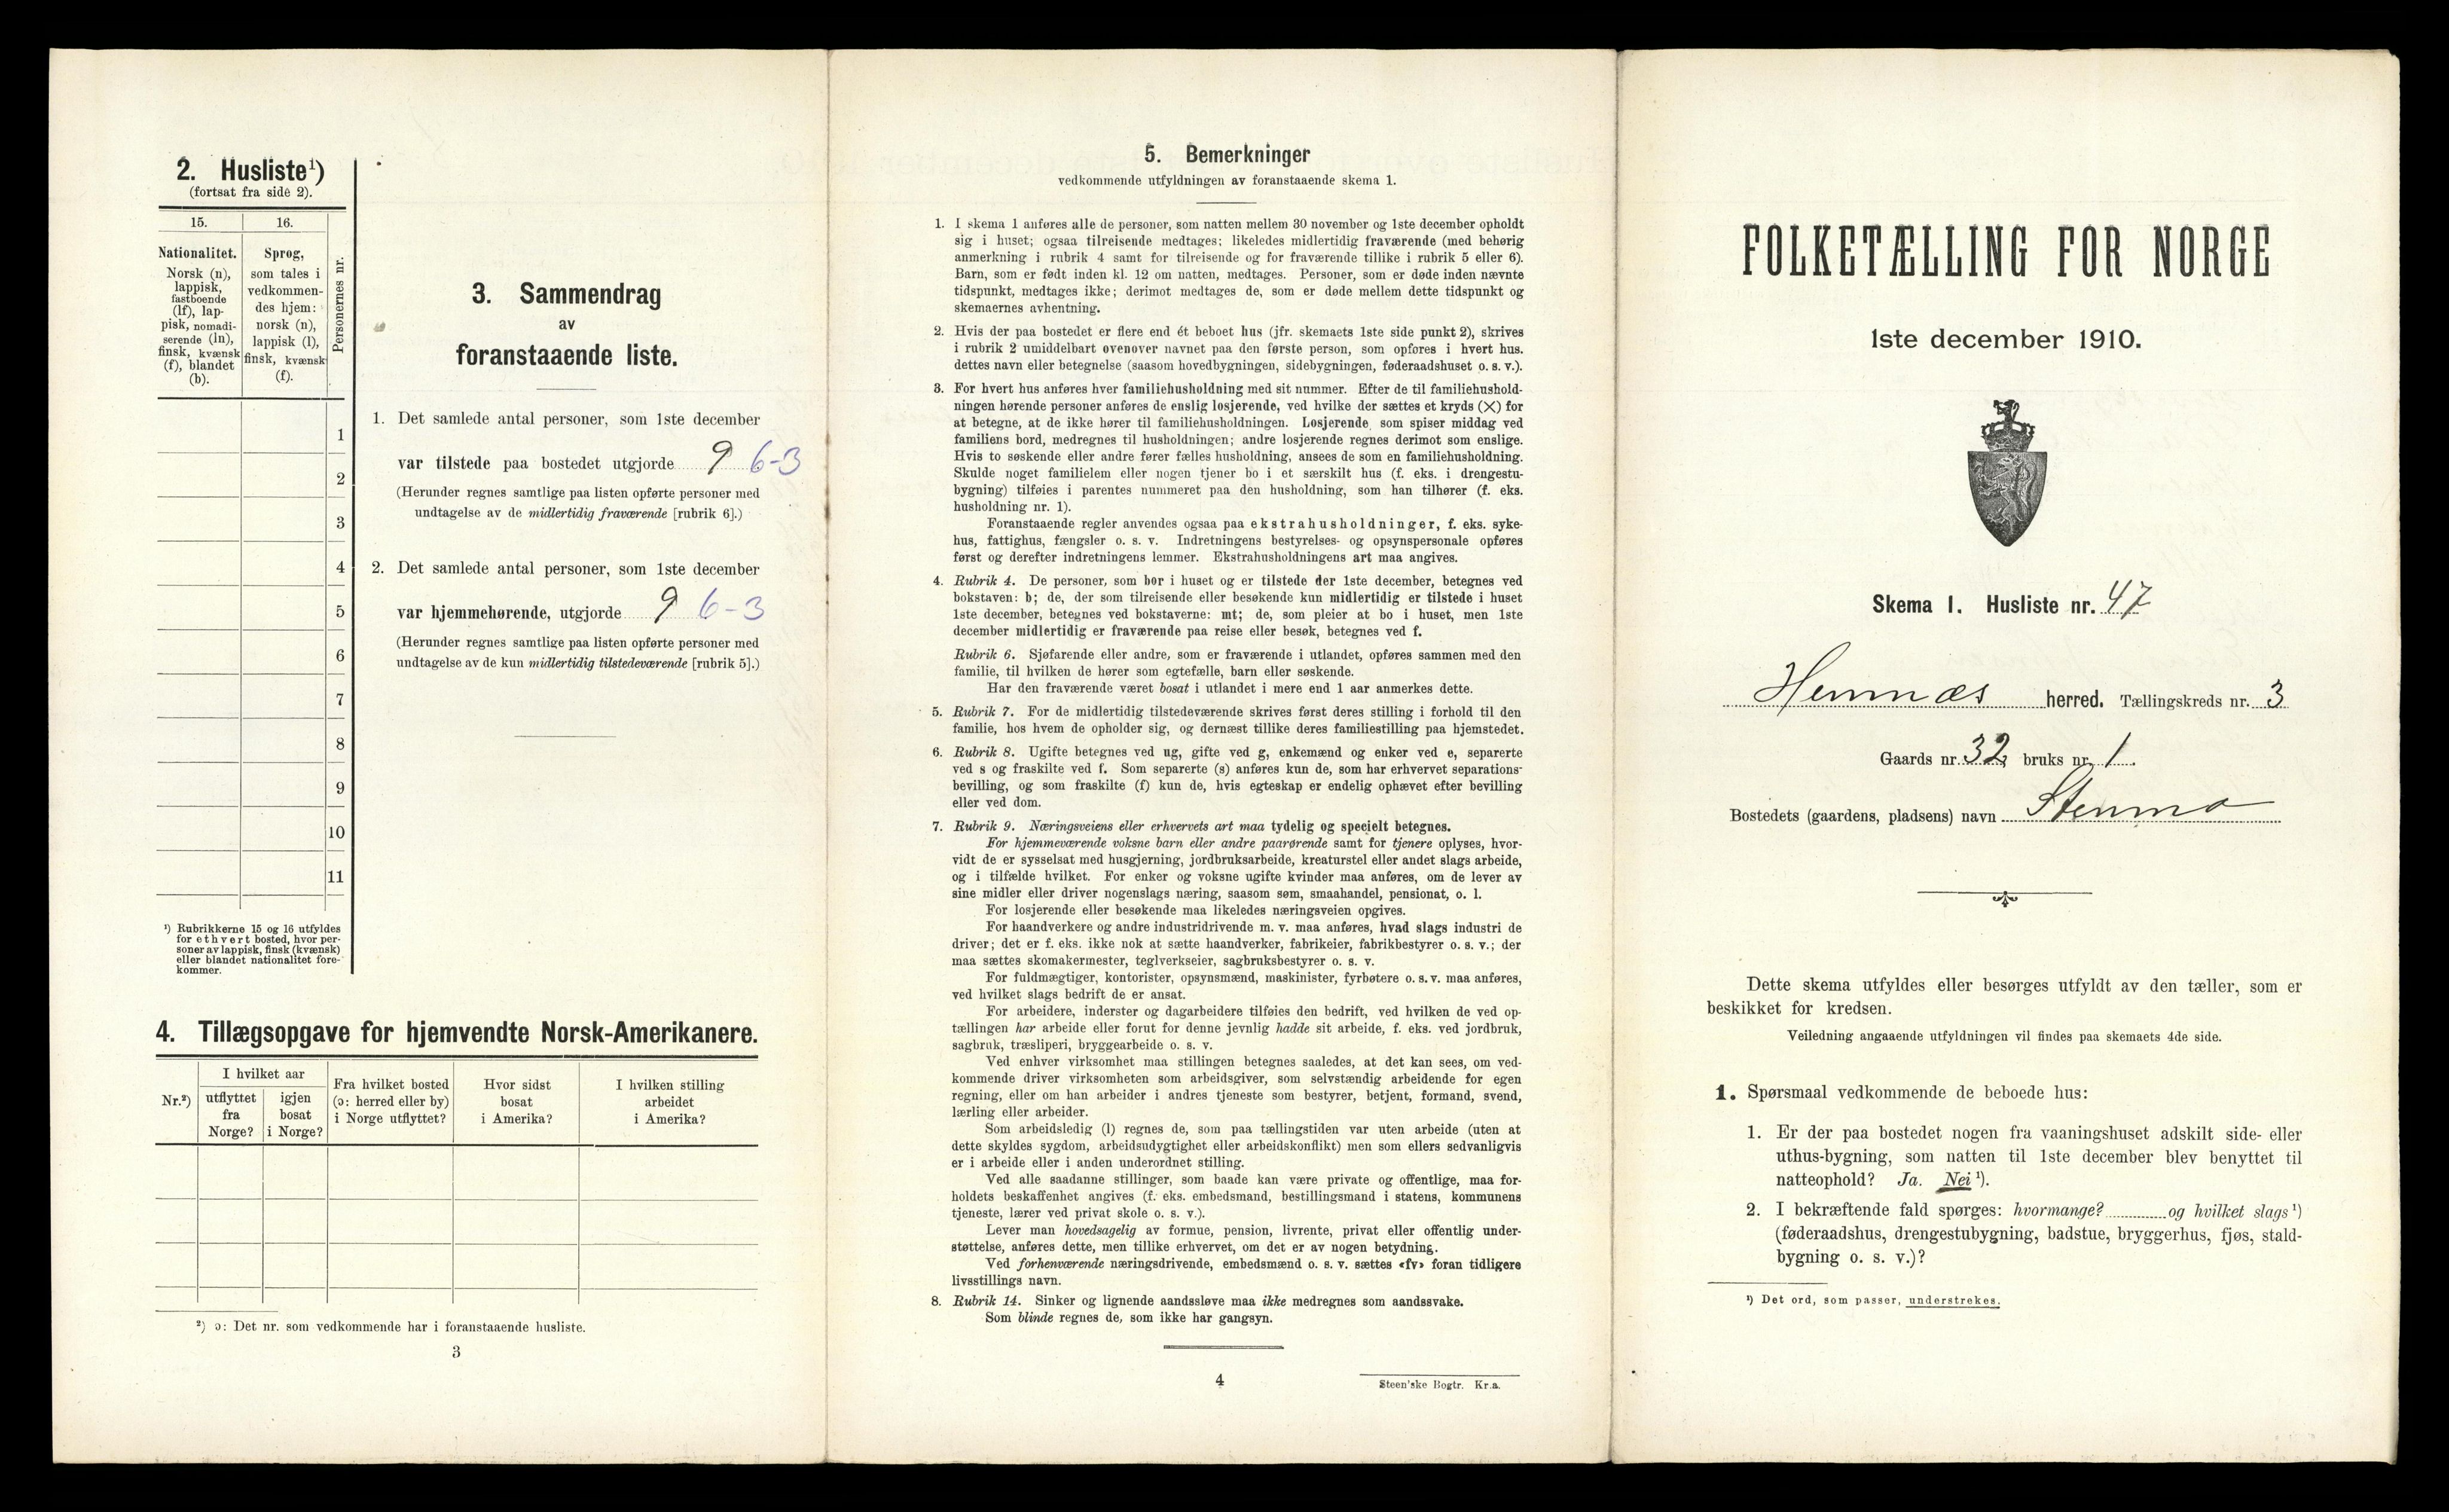 2. Husliste¹)
(fortsat fra side 2).
15.
16.
Nationalitet.
Norsk (n),
lappisk,
fastboende
(lf), lap-
pisk, nomadi-
serende (ln),
finsk, kvænsk
(f), blandet
(b).
Sprog,
som tales i
vedkommen-
des hjem:
norsk (n),
lappisk (l),
finsk, kvænsk
(f).
Personernes nr.
1
2
3
4
5
6
7
8
9
10
11
¹) Rubrikkerne 15 og 16 utfyldes
for ethvert bosted, hvor per-
soner av lappisk, finsk (kvænsk)
eller blandet nationalitet fore-
kommer.
3. Sammendrag
av
foranstaaende liste.
1. Det samlede antal personer, som 1ste december
var tilstede paa bostedet utgjorde 9 6-3
(Herunder regnes samtlige paa listen opførte personer med
undtagelse av de midlertidig fraværende [rubrik 6].)
2. Det samlede antal personer, som 1ste december
var hjemmehørende, utgjorde 9 6-3
(Herunder regnes samtlige paa listen opførte personer med
undtagelse av de kun midlertidig tilstedeværende [rubrik 5].)
4. Tillægsopgave for hjemvendte Norsk-Amerikanere.
Nr.²)
I hvilket aar
utflyttet
fra
Norge?
igjen
bosat
i Norge?
Fra hvilket bosted
(ɔ: herred eller by)
i Norge utflyttet?
Hvor sidst
bosat
i Amerika?
I hvilken stilling
arbeidet
i Amerika?
²) ɔ: Det nr. som vedkommende har i foranstaaende husliste.
3
5. Bemerkninger
vedkommende utfyldningen av foranstaaende skema 1.
1. I skema 1 anføres alle de personer, som natten mellem 30 november og 1ste december opholdt
sig i huset; ogsaa tilreisende medtages; likeledes midlertidig fraværende (med behørig
anmerkning i rubrik 4 samt for tilreisende og for fraværende tillike i rubrik 5 eller 6).
Barn, som er født inden kl. 12 om natten, medtages. Personer, som er døde inden nævnte
tidspunkt, medtages ikke; derimot medtages de, som er døde mellem dette tidspunkt og
skemaernes avhentning.
2. Hvis der paa bostedet er flere end ét beboet hus (jfr. skemaets 1ste side punkt 2), skrives
i rubrik 2 umiddelbart ovenover navnet paa den første person, som opføres i hvert hus.
dettes navn eller betegnelse (saasom hovedbygningen, sidebygningen, føderaadshuset o. s. v.).
3. For hvert hus anføres hver familiehusholdning med sit nummer. Efter de til familiehushold-
ningen hørende personer anføres de enslig losjerende, ved hvilke der sættes et kryds (×) for
at betegne, at de ikke hører til familiehusholdningen. Losjerende som spiser middag ved
familiens bord, medregnes til husholdningen; andre losjerende regnes derimot som enslige.
Hvis to søskende eller andre fører fælles husholdning, ansees de som en familiehusholdning.
Skulde noget familielem eller nogen tjener bo i et særskilt hus (f. eks. i drengestu-
bygning) tilføies i parentes nummeret paa den husholdning, som han tilhører (f. eks.
husholdning nr. 1).
Foranstaaende regler anvendes ogsaa paa ekstrahusholdninger, f. eks. syke-
hus, fattighus, fængsler o. s. v. Indretningens bestyrelses- og opsynspersonale opføres
først og derefter indretningens lemmer. Ekstrahusholdningens art maa angives.
4. Rubrik 4. De personer, som bor i huset og er tilstede der 1ste december, betegnes ved
bokstaven: b; de, der som tilreisende eller besøkende kun midlertidig er tilstede i huset
1ste december, betegnes ved bokstaverne: mt; de, som pleier at bo i huset, men 1ste
december midlertidig er fraværende paa reise eller besøk, betegnes ved f.
Rubrik 6. Sjøfarende eller andre, som er fraværende i utlandet, opføres sammen med den
familie, til hvilken de hører som egtefælle, barn eller søskende.
Har den fraværende været bosat i utlandet i mere end 1 aar anmerkes dette.
5. Rubrik 7. For de midlertidig tilstedeværende skrives først deres stilling i forhold til den
familie, hos hvem de opholder sig, og dernæst tillike deres familiestilling paa hjemstedet.
6. Rubrik 8. Ugifte betegnes ved ug, gifte ved g, enkemænd og enker ved e, separerte
ved s og fraskilte ved f. Som separerte (s) anføres kun de, som har erhvervet separations-
bevilling, og som fraskilte (f) kun de, hvis egteskap er endelig ophævet efter bevilling
eller ved dom.
7. Rubrik 9. Næringsveiens eller erhvervets art maa tydelig og specielt betegnes.
For hjemmeværende voksne barn eller andre paarørende samt for tjenere oplyses, hvor-
vidt de er sysselsat med husgjerning, jordbruksarbeide, kreaturstel eller andet slags arbeide,
og i tilfælde hvilket. For enker og voksne ugifte kvinder maa anføres, om de lever av
sine midler eller driver nogenslags næring, saasom søm, smaahandel, pensionat, o. l.
For losjerende eller besøkende maa likeledes næringsveien opgives.
For haandverkere og andre industridrivende m. v. maa anføres, hvad slags industri de
driver; det er f. eks. ikke nok at sætte haandverker, fabrikeier, fabrikbestyrer o. s. v.; der
maa sættes skomakermester, teglverkseier, sagbruksbestyrer o. s. v.
For fuldmægtiger, kontorister, opsynsmænd, maskinister, fyrbøtere o. s. v. maa anføres,
ved hvilket slags bedrift de er ansat.
For arbeidere, inderster og dagarbeidere tilføies den bedrift, ved hvilken de ved op-
tællingen har arbeide eller forut for denne jevnlig hadde sit arbeide, f. eks. ved jordbruk,
sagbruk, træsliperi, bryggearbeide o. s. v.
Ved enhver virksomhet maa stillingen betegnes saaledes, at det kan sees, om ved-
kommende driver virksomheten som arbeidsgiver, som selvstændig arbeidende for egen
regning, eller om han arbeider i andres tjeneste som bestyrer, betjent, formand, svend,
lærling eller arbeider.
Som arbeidsledig (l) regnes de, som paa tællingstiden var uten arbeide (uten at
dette skyldes sygdom, arbeidsudygtighet eller arbeidskonflikt) men som ellers sedvanligvis
er i arbeide eller i anden underordnet stilling.
Ved alle saadanne stillinger, som baade kan være private og offentlige, maa for-
holdets beskaffenhet angives (f. eks. embedsmand, bestillingsmand i statens, kommunens
tjeneste, lærer ved privat skole o. s. v.).
Lever man hovedsagelig av formue, pension, livrente, privat eller offentlig under-
støttelse, anføres dette, men tillike erhvervet, om det er av nogen betydning.
Ved forhenværende næringsdrivende, embedsmænd o. s. v. sættes «fv» foran tidligere
livsstillings navn.
8. Rubrik 14. Sinker og lignende aandssløve maa ikke medregnes som aandssvake.
Som blinde regnes de, som ikke har gangsyn.
4
Steen'ske Bogtr. Kr.a.
FOLKETÆLLING FOR NORGE
1ste december 1910.
Skema 1. Husliste nr. 47
Hemnæs herred. Tællingskreds nr. 3
Gaards nr. 32, bruks nr. 1.
Bostedets (gaardens, pladsens) navn Stenmo
Dette skema utfyldes eller besørges utfyldt av den tæller, som er
beskikket for kredsen.
Veiledning angaaende utfyldningen vil findes paa skemaets 4de side.
1. Spørsmaal vedkommende de beboede hus:
1. Er der paa bostedet nogen fra vaaningshuset adskilt side- eller
uthus-bygning, som natten til 1ste december blev benyttet til
natteophold? Ja. Nei ¹).
2. I bekræftende fald spørges: hvormange? og hvilket slags ¹)
(føderaadshus, drengestubygning, badstue, bryggerhus, fjøs, stald-
bygning o. s. v.)?
¹) Det ord, som passer, understrekes.